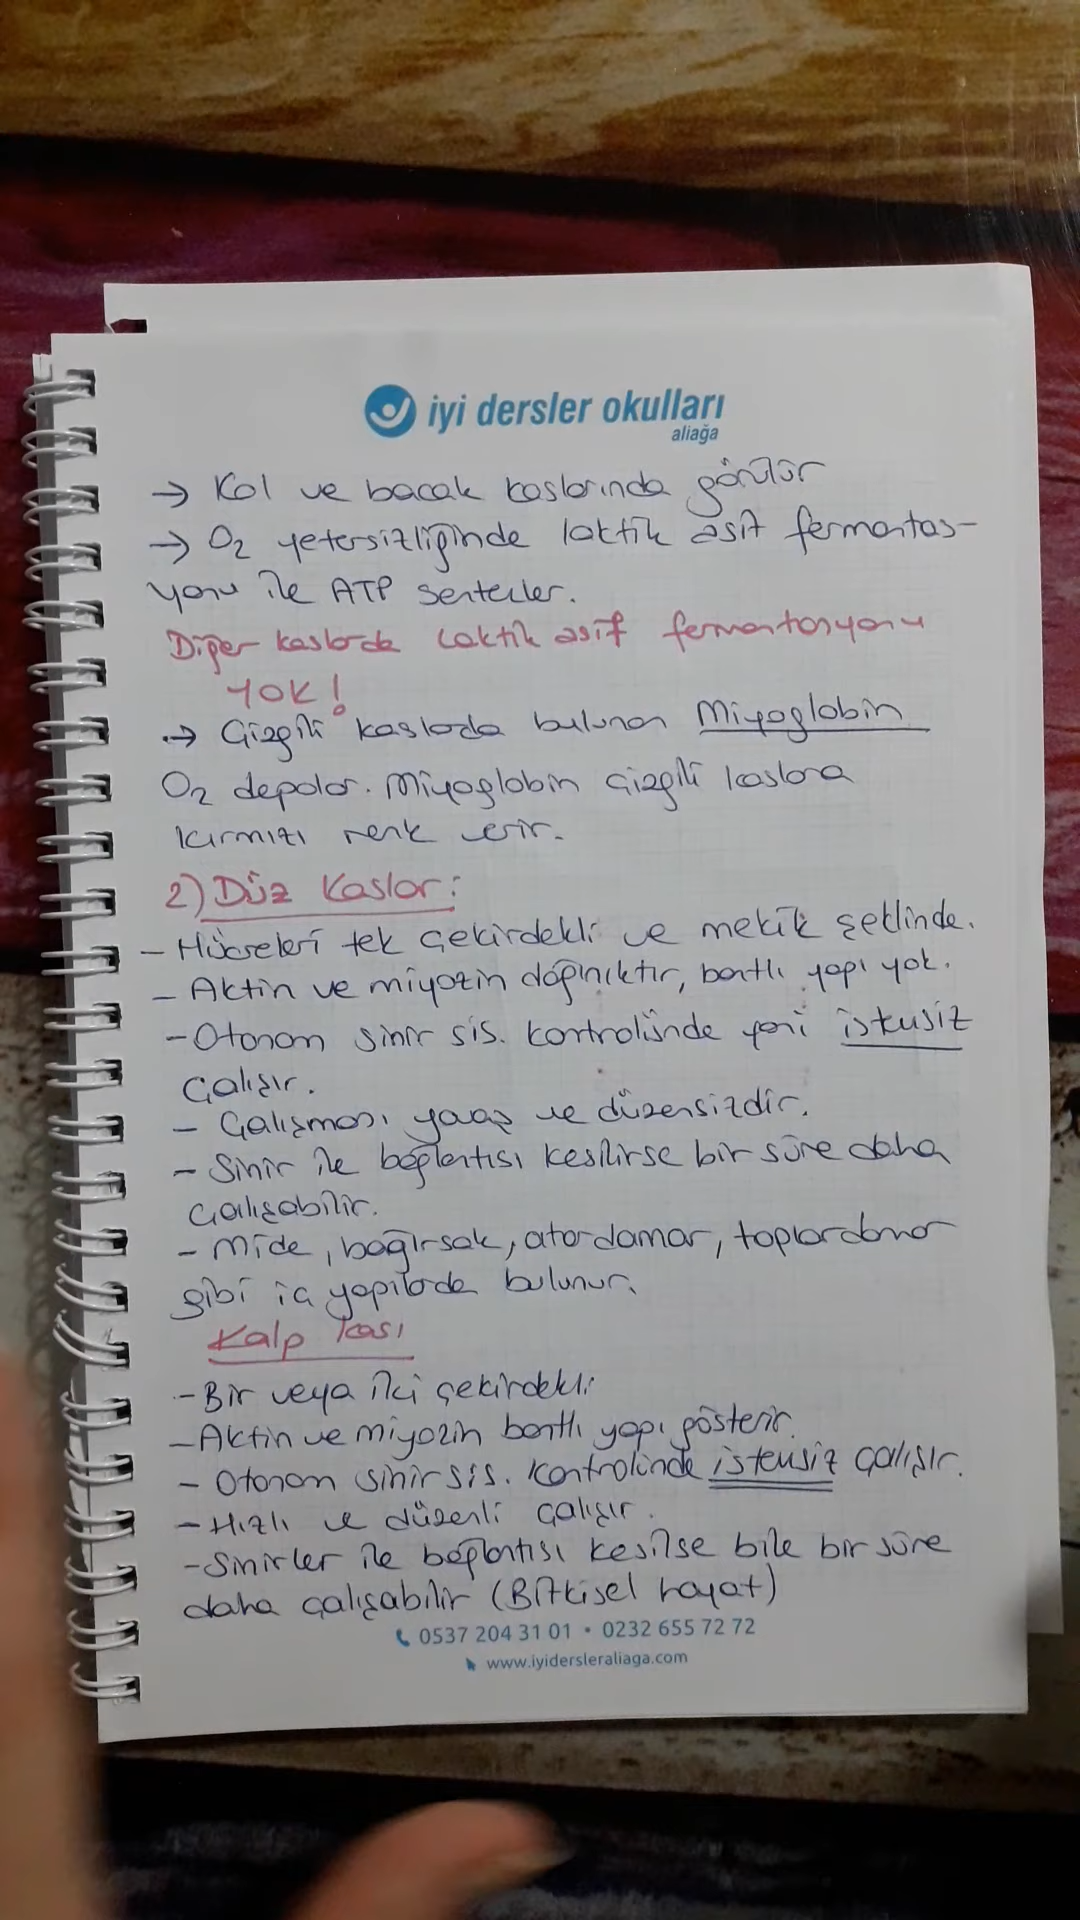 iyi dersler okulları
aliağa
→ Kol ve bacak kaslarında görülür
→ O2 yetersizliğinde laktik asit fermantas-
yonu ile ATP sentezler.
Diğer kaslarda Laktik asit fermantasyonu
YOK!
→ Çizgili kaslarda bulunan Miyoglobin
O2 depolar. Miyoglobin çizgili kaslara
kırmızı renk verir.
2) Düz Kaslar:
- Hücreleri tek çekirdekli ve mekik şeklinde.
- Aktin ve miyozin dağınıktır, bantlı yapı yok.
- Otonom sinir sis. kontrolünde yani isteusiz
çalışır.
- Çalışması yavaş ve düzensizdir.
- Sinir ile bağlantısı kesilirse bir süre daha
çalışabilir.
- Mide, bağırsak, atardamar, toplardamar
gibi iç yapılarda bulunur.
Kalp kası
- Bir veya iki çekirdekli
- Aktin ve miyozin bantlı yapı gösterir.
- Otonom sinir sis. kontrolinde isteusiz çalışır.
- Hızlı ve düzenli çalışır.
- Sinirler ile bağlantısı kesilse bile bir süre
daha çalışabilir (Bitkisel hayat)
0537 204 31 01 • 0232 655 72 72
www.iyidersleraliaga.com